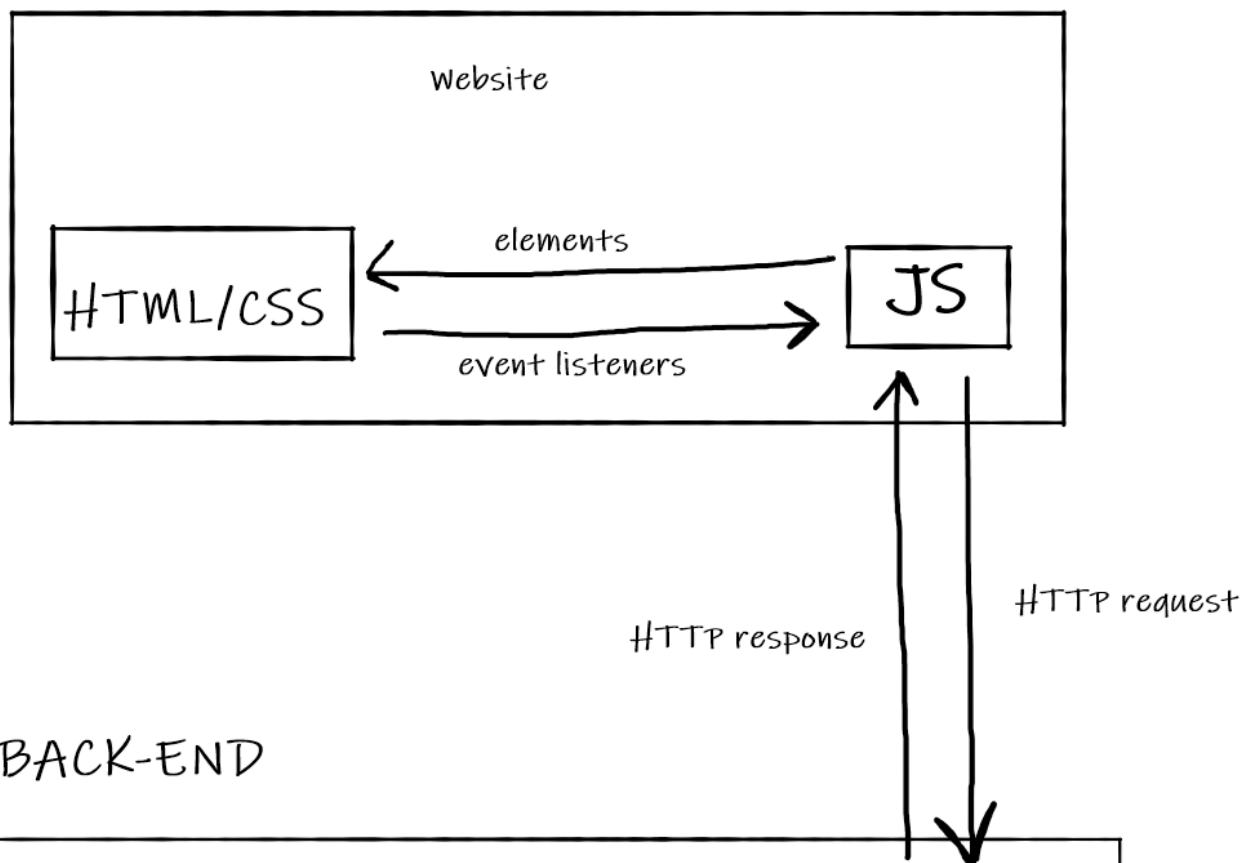 Website
elements
HTML/CSS
JS
event listeners
HTTP request
HTTP response
BACK-END